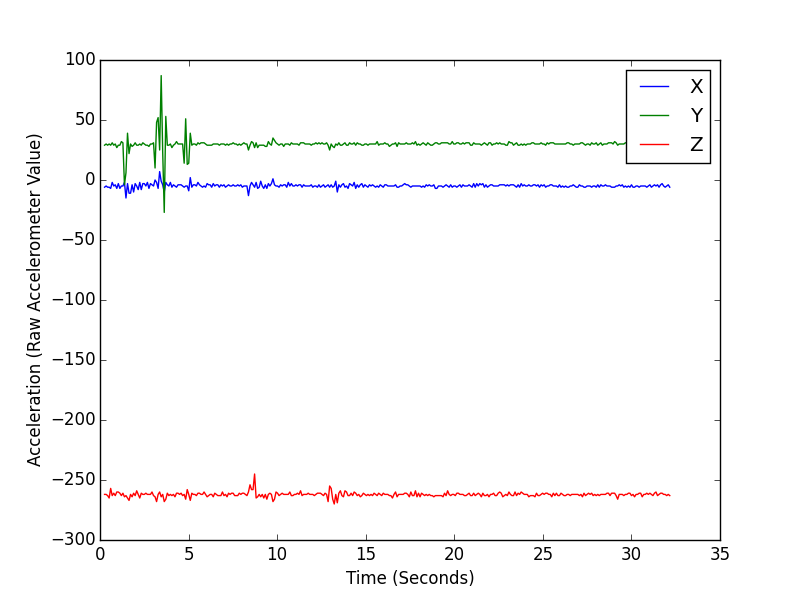 100
50
0
−50
−100
−150
−200
−250
−300
0 5 10 15 20 25 30 35
Time (Seconds)
Acceleration (Raw Accelerometer Value)
X
Y
Z